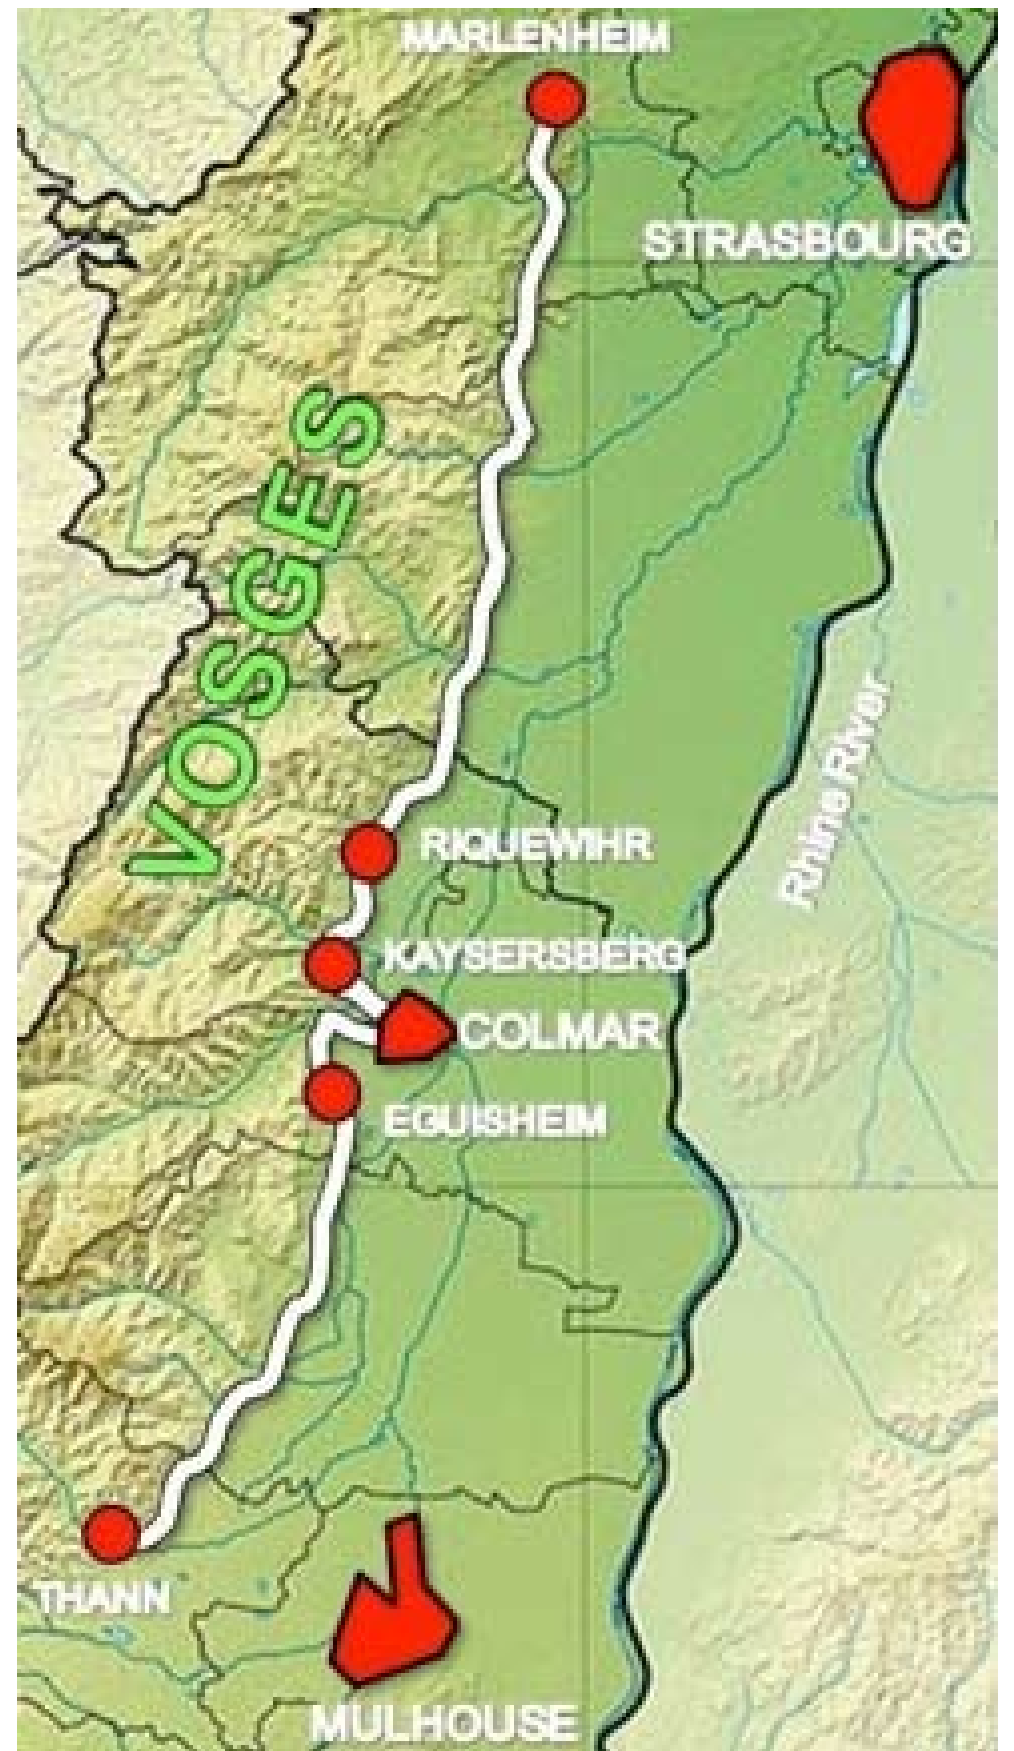 MARLENHEIM
STRASBOURG
VOSGES
Rhine River
RIQUEWIHR
KAYSERSBERG
COLMAR
EGUISHEIM
THANN
MULHOUSE